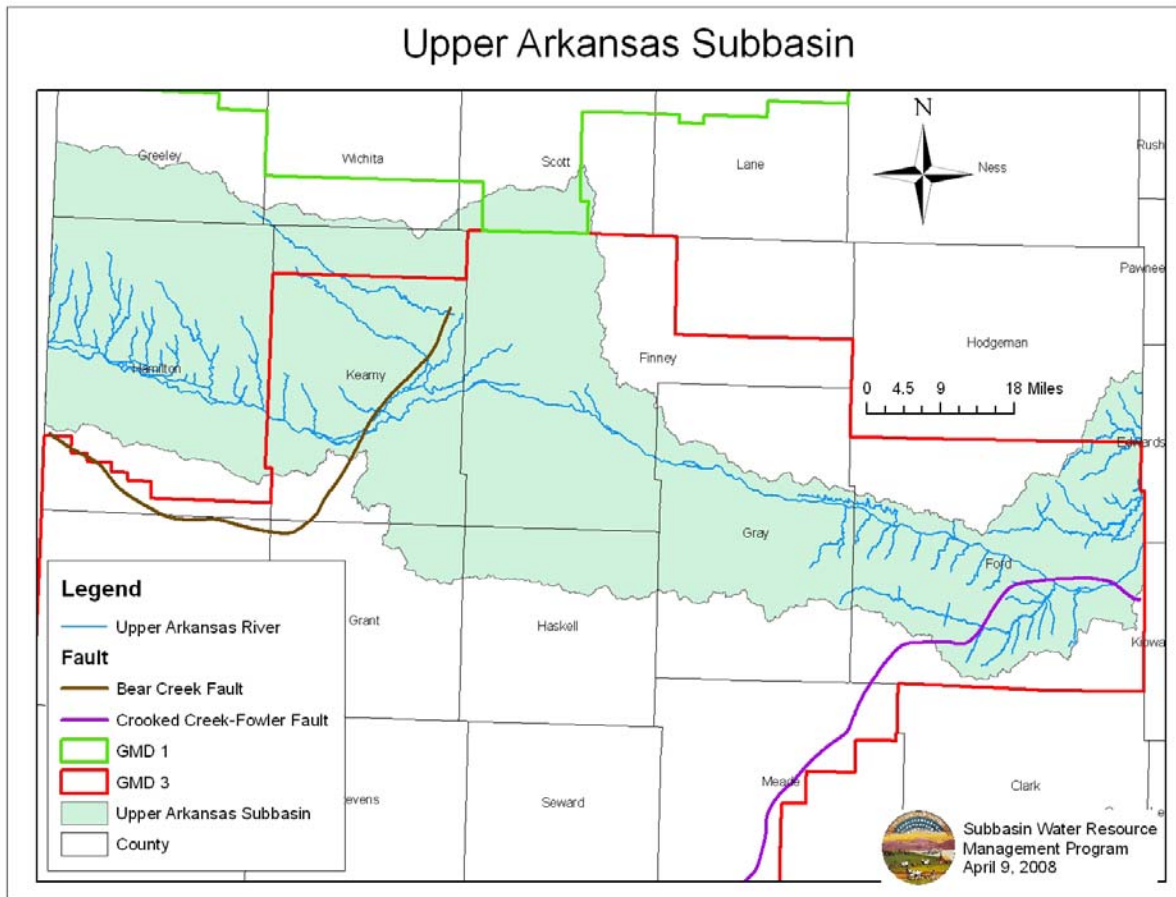 Upper Arkansas Subbasin
N
Greeley
Wichita
Scott
Lane
Ness
Rush
Pawnee
Hamilton
Kearny
Finney
Hodgeman
0 4.5 9 18 Miles
Edwards
Gray
Ford
Kiowa
Grant
Haskell
Meade
Clark
evens
Seward
Legend
Upper Arkansas River
Fault
Bear Creek Fault
Crooked Creek-Fowler Fault
GMD 1
GMD 3
Upper Arkansas Subbasin
County
Subbasin Water Resource
Management Program
April 9, 2008